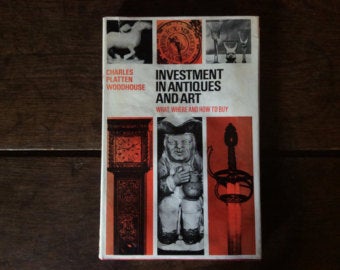 CHARLES
PLATTEN
WOODHOUSE
INVESTMENT
IN ANTIQUES
AND ART
WHAT, WHERE AND HOW TO BUY